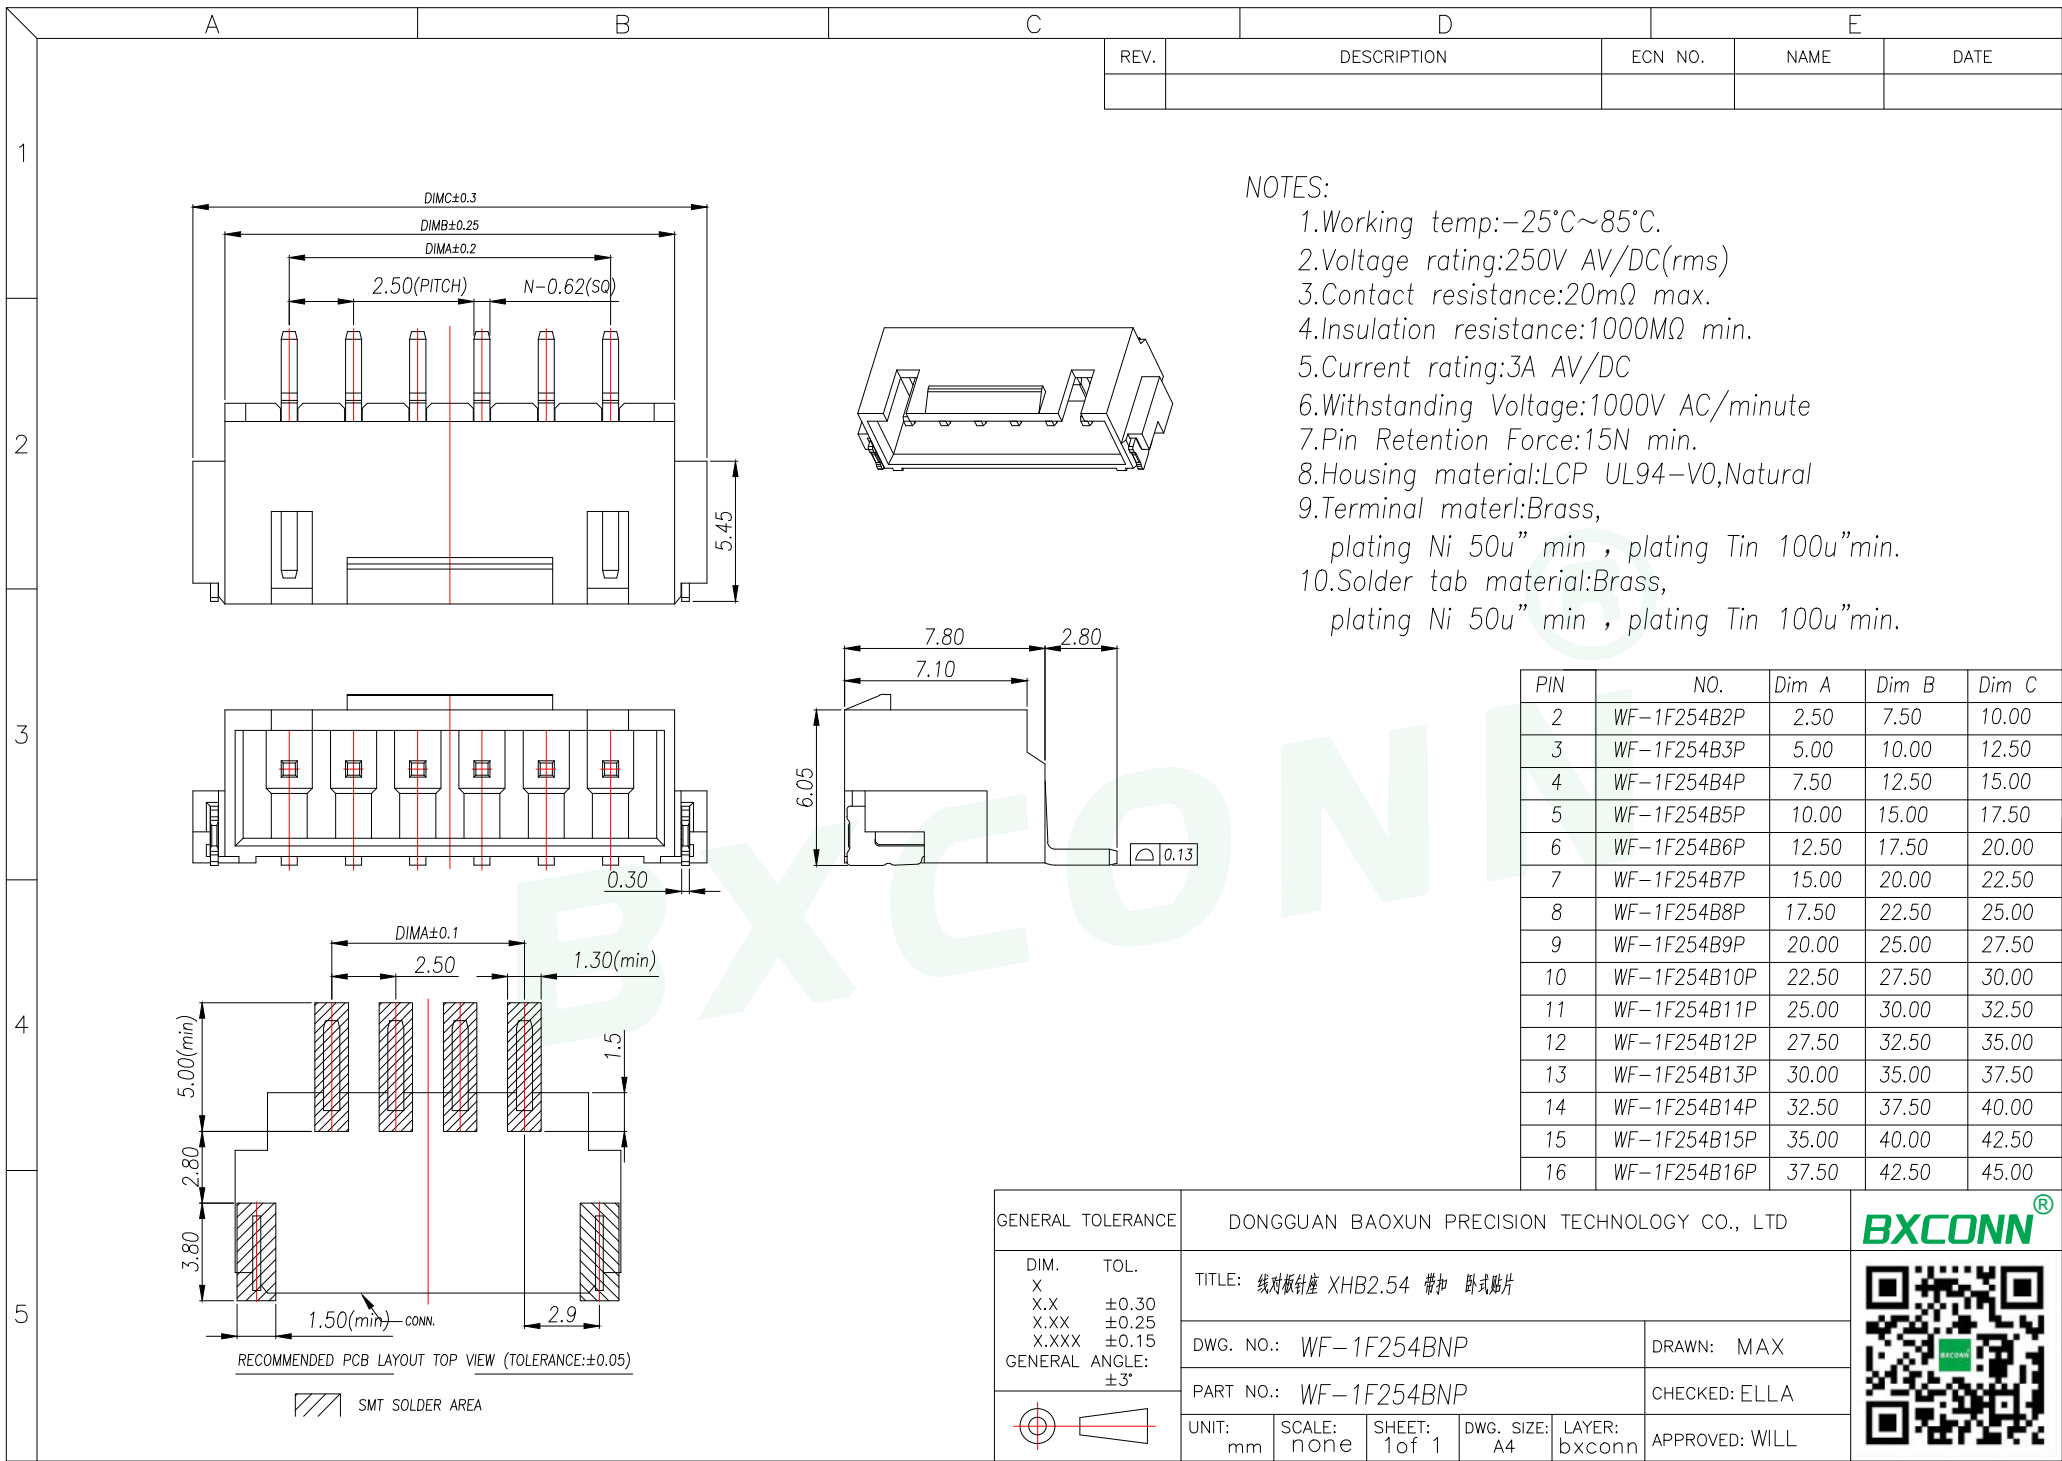 A B C D E
REV. DESCRIPTION ECN NO. NAME DATE
1
2
3
4
5
DIMC±0.3
DIMB±0.25
DIMA±0.2
2.50(PITCH) N-0.62(SQ)
5.45
NOTES:
1.Working temp:-25°C~85°C.
2.Voltage rating:250V AV/DC(rms)
3.Contact resistance:20mΩ max.
4.Insulation resistance:1000MΩ min.
5.Current rating:3A AV/DC
6.Withstanding Voltage:1000V AC/minute
7.Pin Retention Force:15N min.
8.Housing material:LCP UL94-V0,Natural
9.Terminal materl:Brass,
plating Ni 50u" min , plating Tin 100u"min.
10.Solder tab material:Brass,
plating Ni 50u" min , plating Tin 100u"min.
7.80 2.80
7.10
6.05
0.13
0.30
BXCONN ®
DIMA±0.1
2.50 1.30(min)
5.00(min)
1.5
2.80
3.80
1.50(min) CONN. 2.9
RECOMMENDED PCB LAYOUT TOP VIEW (TOLERANCE:±0.05)
SMT SOLDER AREA
PIN NO. Dim A Dim B Dim C
2 WF-1F254B2P 2.50 7.50 10.00
3 WF-1F254B3P 5.00 10.00 12.50
4 WF-1F254B4P 7.50 12.50 15.00
5 WF-1F254B5P 10.00 15.00 17.50
6 WF-1F254B6P 12.50 17.50 20.00
7 WF-1F254B7P 15.00 20.00 22.50
8 WF-1F254B8P 17.50 22.50 25.00
9 WF-1F254B9P 20.00 25.00 27.50
10 WF-1F254B10P 22.50 27.50 30.00
11 WF-1F254B11P 25.00 30.00 32.50
12 WF-1F254B12P 27.50 32.50 35.00
13 WF-1F254B13P 30.00 35.00 37.50
14 WF-1F254B14P 32.50 37.50 40.00
15 WF-1F254B15P 35.00 40.00 42.50
16 WF-1F254B16P 37.50 42.50 45.00
GENERAL TOLERANCE
DIM. TOL.
X
X.X ±0.30
X.XX ±0.25
X.XXX ±0.15
GENERAL ANGLE:
±3°
DONGGUAN BAOXUN PRECISION TECHNOLOGY CO., LTD
TITLE: 线对板针座 XHB2.54 带扣 卧式贴片
DWG. NO.: WF-1F254BNP
DRAWN: MAX
PART NO.: WF-1F254BNP
CHECKED: ELLA
UNIT: mm
SCALE: none
SHEET: 1of 1
DWG. SIZE: A4
LAYER: bxconn
APPROVED: WILL
BXCONN®
BXCONN